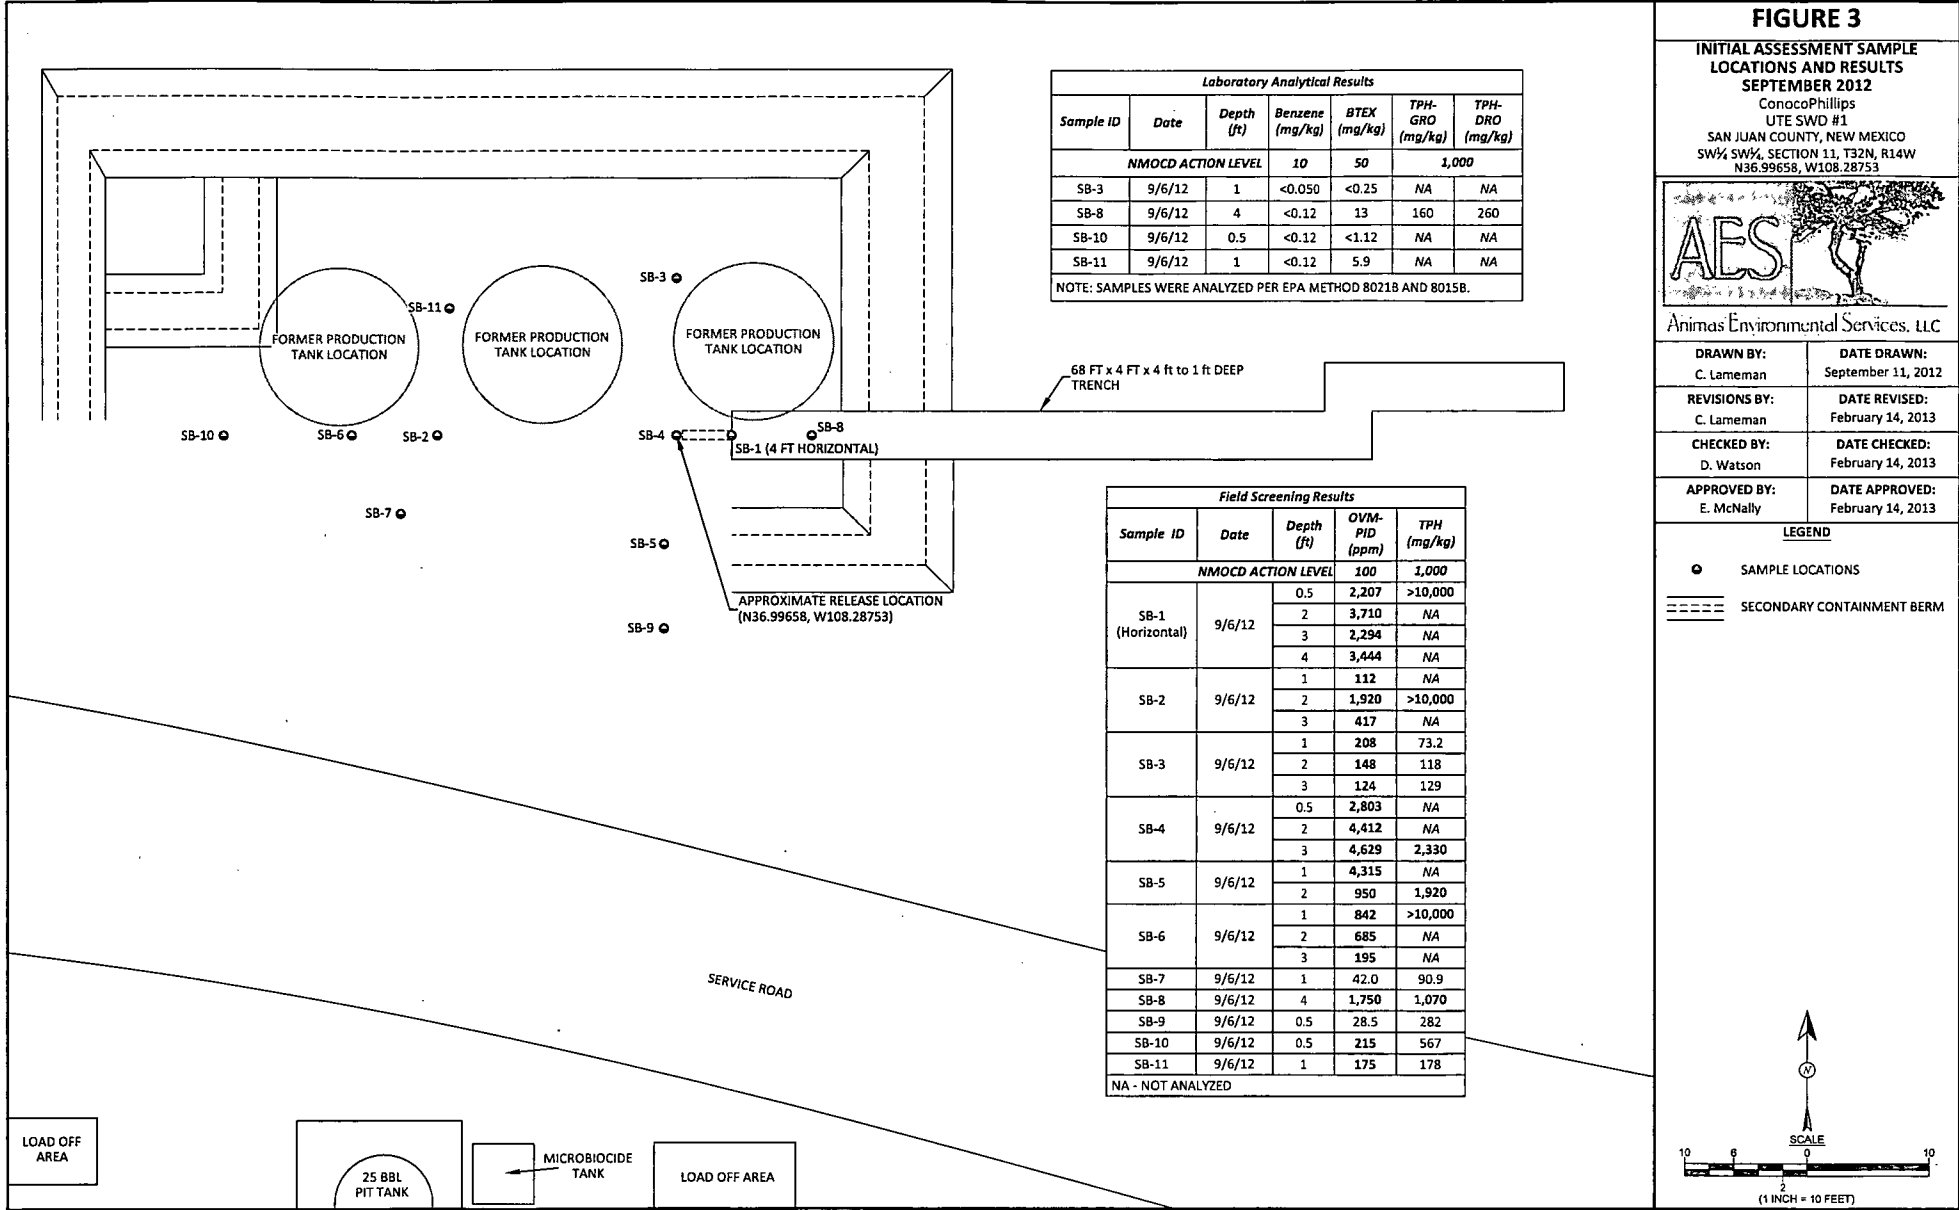 FIGURE 3
INITIAL ASSESSMENT SAMPLE
LOCATIONS AND RESULTS
SEPTEMBER 2012
ConocoPhillips
UTE SWD #1
SAN JUAN COUNTY, NEW MEXICO
SW¼ SW¼, SECTION 11, T32N, R14W
N36.99658, W108.28753
AES
Animas Environmental Services, LLC
DRAWN BY: DATE DRAWN:
C. Lameman September 11, 2012
REVISIONS BY: DATE REVISED:
C. Lameman February 14, 2013
CHECKED BY: DATE CHECKED:
D. Watson February 14, 2013
APPROVED BY: DATE APPROVED:
E. McNally February 14, 2013
LEGEND
SAMPLE LOCATIONS
SECONDARY CONTAINMENT BERM
N
SCALE
10 6 0 10
2
(1 INCH = 10 FEET)
Laboratory Analytical Results
Sample ID Date Depth (ft) Benzene (mg/kg) BTEX (mg/kg) TPH-GRO (mg/kg) TPH-DRO (mg/kg)
NMOCD ACTION LEVEL 10 50 1,000
SB-3 9/6/12 1 <0.050 <0.25 NA NA
SB-8 9/6/12 4 <0.12 13 160 260
SB-10 9/6/12 0.5 <0.12 <1.12 NA NA
SB-11 9/6/12 1 <0.12 5.9 NA NA
NOTE: SAMPLES WERE ANALYZED PER EPA METHOD 8021B AND 8015B.
SB-3
SB-11
FORMER PRODUCTION
TANK LOCATION
FORMER PRODUCTION
TANK LOCATION
FORMER PRODUCTION
TANK LOCATION
68 FT x 4 FT x 4 ft to 1 ft DEEP
TRENCH
SB-10
SB-6
SB-2
SB-4
SB-8
SB-1 (4 FT HORIZONTAL)
SB-7
SB-5
APPROXIMATE RELEASE LOCATION
(N36.99658, W108.28753)
SB-9
Field Screening Results
Sample ID Date Depth (ft) OVM-PID (ppm) TPH (mg/kg)
NMOCD ACTION LEVEL 100 1,000
SB-1 (Horizontal) 9/6/12 0.5 2,207 >10,000
2 3,710 NA
3 2,294 NA
4 3,444 NA
SB-2 9/6/12 1 112 NA
2 1,920 >10,000
3 417 NA
SB-3 9/6/12 1 208 73.2
2 148 118
3 124 129
SB-4 9/6/12 0.5 2,803 NA
2 4,412 NA
3 4,629 2,330
SB-5 9/6/12 1 4,315 NA
2 950 1,920
SB-6 9/6/12 1 842 >10,000
2 685 NA
3 195 NA
SB-7 9/6/12 1 42.0 90.9
SB-8 9/6/12 4 1,750 1,070
SB-9 9/6/12 0.5 28.5 282
SB-10 9/6/12 0.5 215 567
SB-11 9/6/12 1 175 178
NA - NOT ANALYZED
SERVICE ROAD
LOAD OFF
AREA
25 BBL
PIT TANK
MICROBIOCIDE
TANK
LOAD OFF AREA